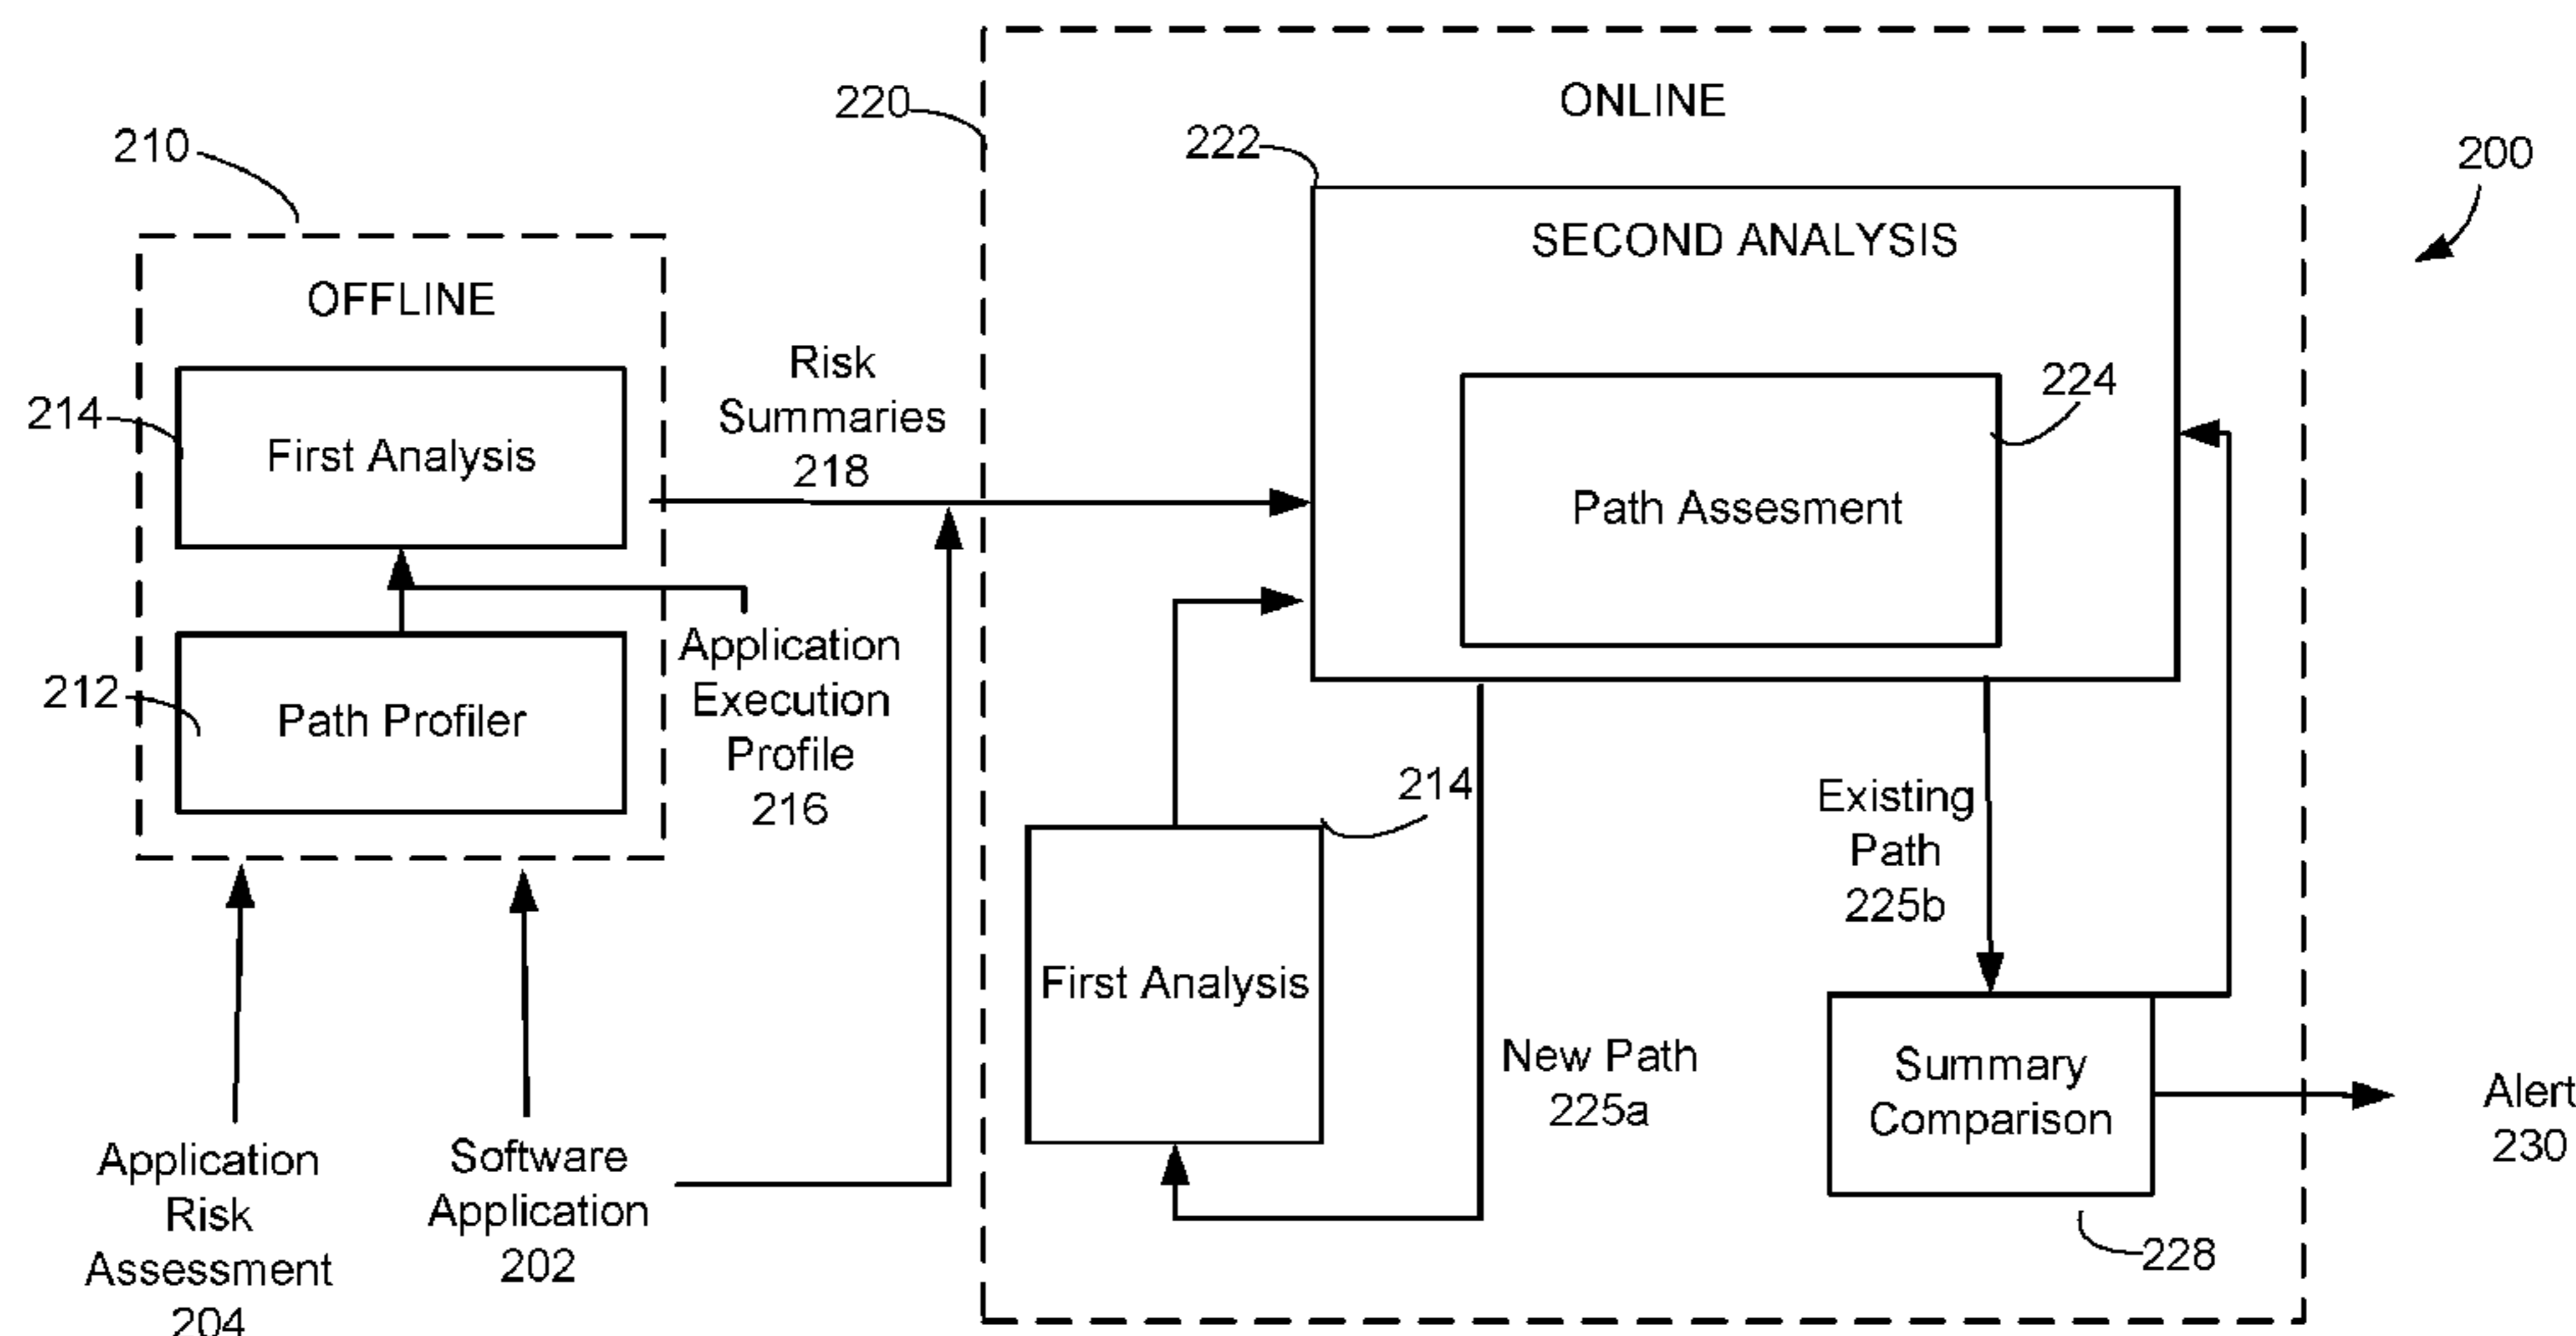 210
OFFLINE
214
First Analysis
212
Path Profiler
Application
Execution
Profile
216
Risk
Summaries
218
Application
Risk
Assessment
204
Software
Application
202
220
ONLINE
222
SECOND ANALYSIS
224
Path Assesment
214
First Analysis
New Path
225a
Existing
Path
225b
Summary
Comparison
228
200
Alert
230